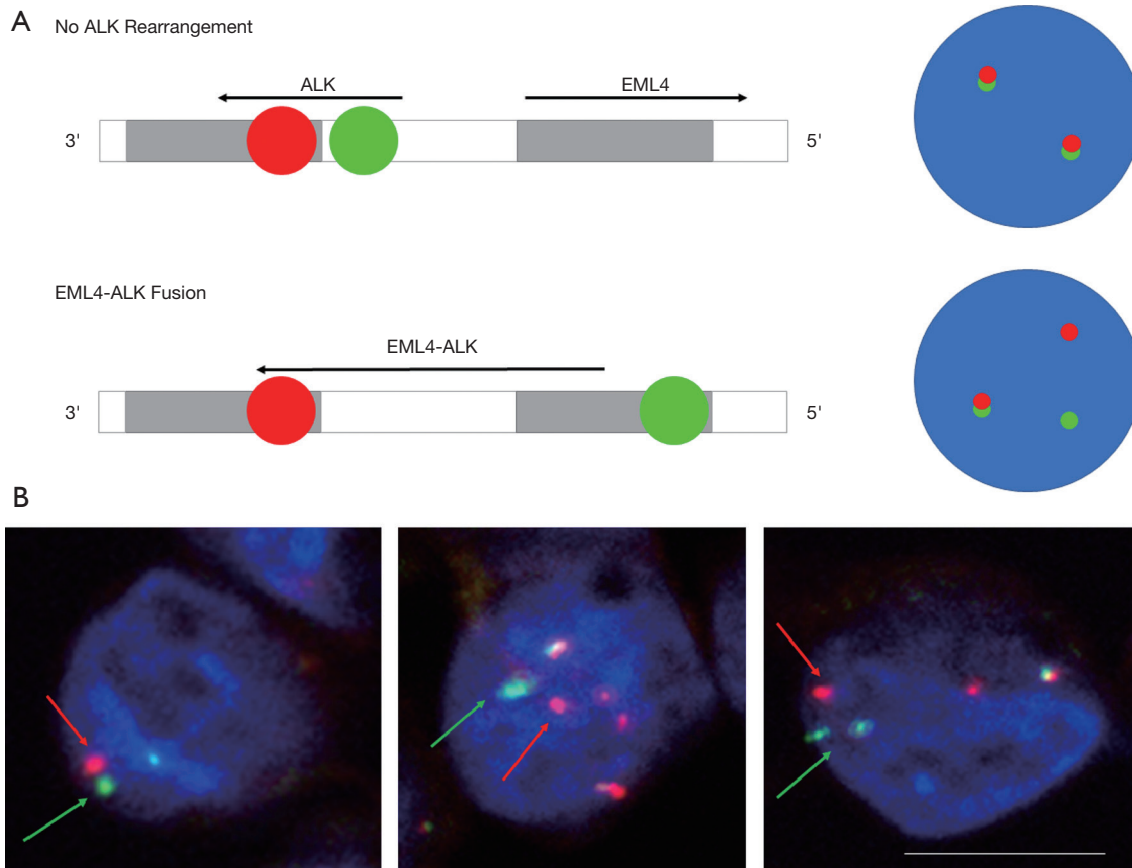 A
No ALK Rearrangement
ALK
EML4
3'
5'
EML4-ALK Fusion
EML4-ALK
3'
5'
B